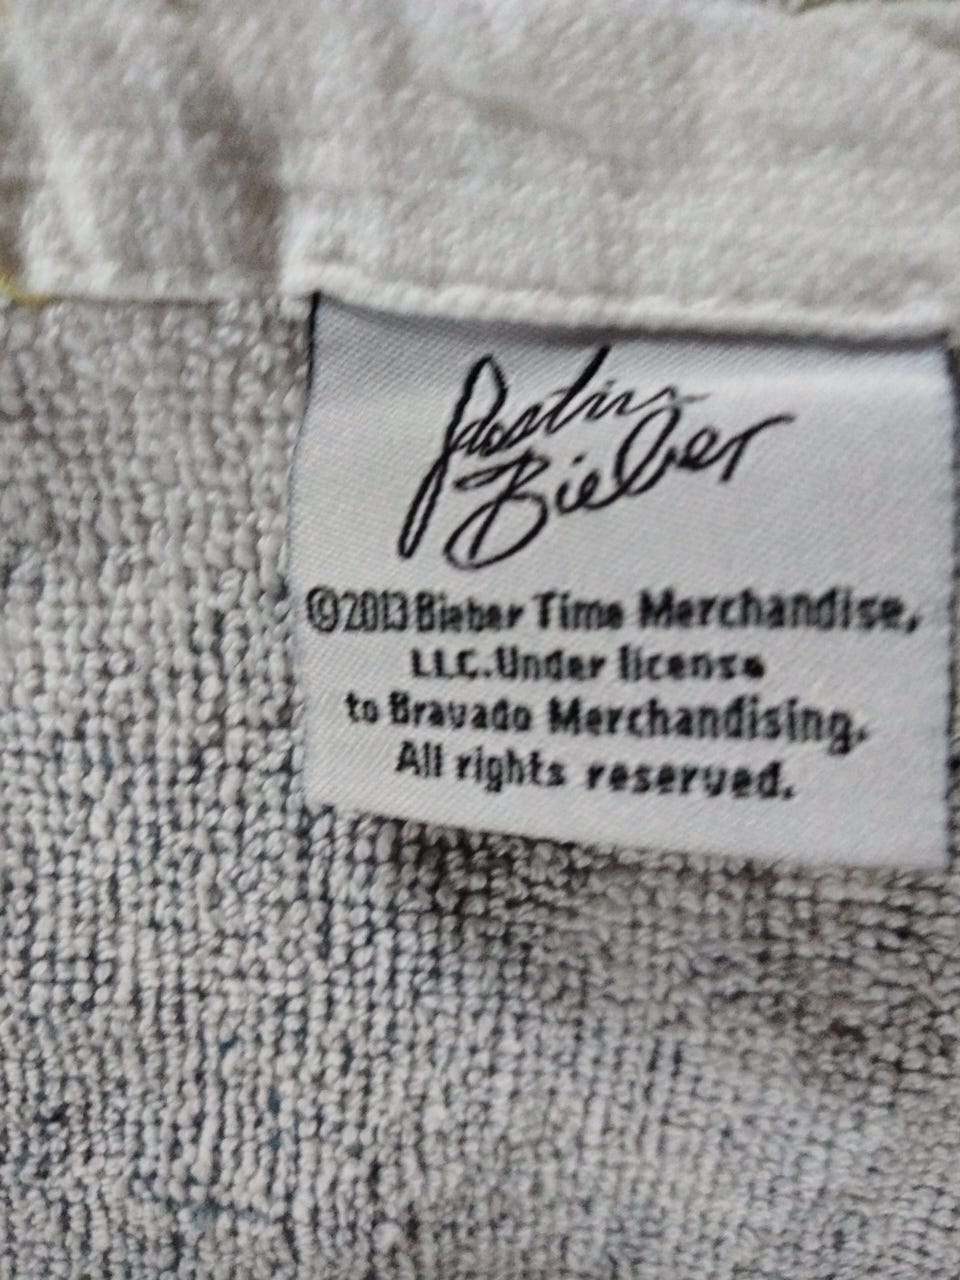 Justin
Bieber
©2013 Bieber Time Merchandise,
LLC. Under license
to Bravado Merchandising.
All rights reserved.